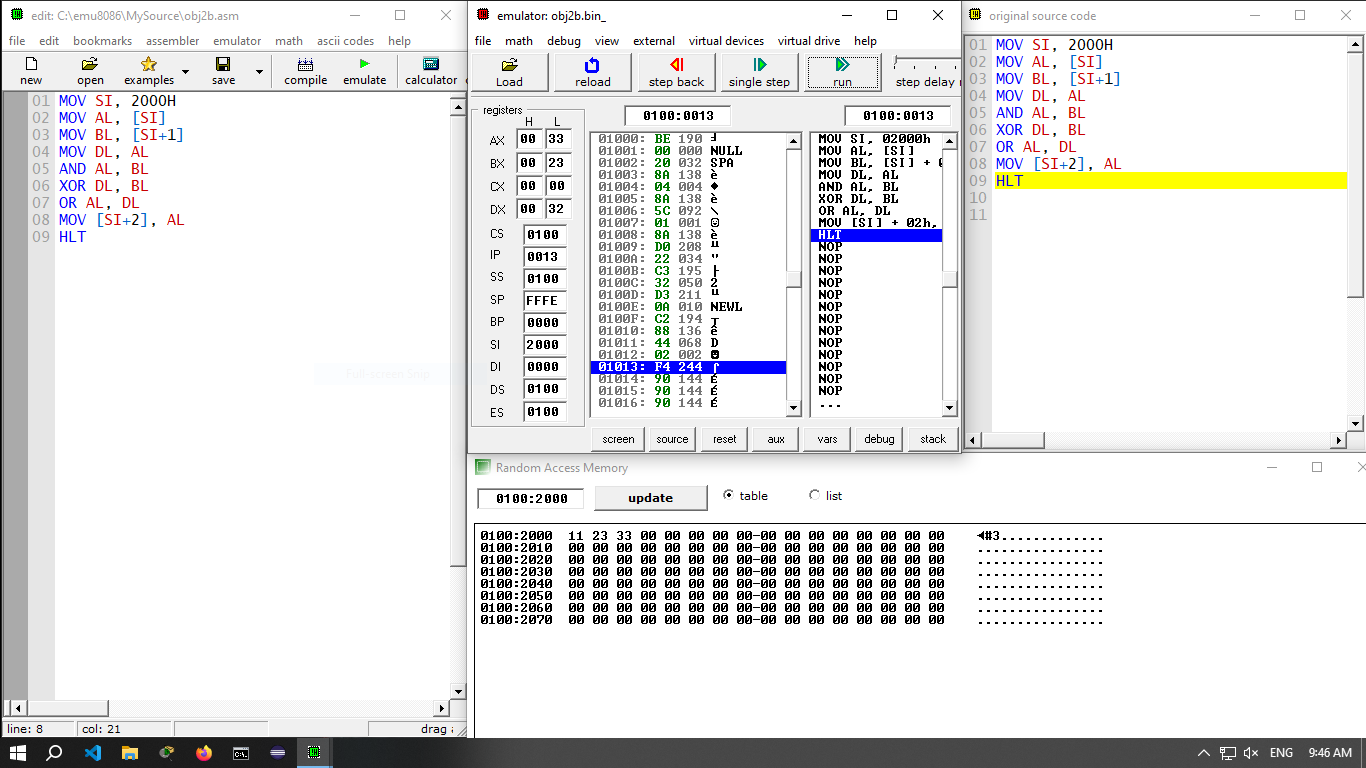 edit: C:\emu8086\MySource\obj2b.asm
file edit bookmarks assembler emulator math ascii codes help
new open examples save compile emulate calculator
01 MOV SI, 2000H
02 MOV AL, [SI]
03 MOV BL, [SI+1]
04 MOV DL, AL
05 AND AL, BL
06 XOR DL, BL
07 OR AL, DL
08 MOV [SI+2], AL
09 HLT
line: 8 col: 21 drag a
emulator: obj2b.bin_
file math debug view external virtual devices virtual drive help
Load reload step back single step run step delay
registers
H L
AX 00 33
BX 00 23
CX 00 00
DX 00 32
CS 0100
IP 0013
SS 0100
SP FFFE
BP 0000
SI 2000
DI 0000
DS 0100
ES 0100
0100:0013
01000: BE 190 ╛
01001: 00 000 NULL
01002: 20 032 SPA
01003: 8A 138 è
01004: 04 004 ♦
01005: 8A 138 è
01006: 5C 092 \
01007: 01 001 ☺
01008: 8A 138 è
01009: D0 208 ╨
0100A: 22 034 "
0100B: C3 195 ├
0100C: 32 050 2
0100D: D3 211 ╙
0100E: 0A 010 NEWL
0100F: C2 194 ┬
01010: 88 136 ê
01011: 44 068 D
01012: 02 002 ☻
01013: F4 244 ⌠
01014: 90 144 É
01015: 90 144 É
01016: 90 144 É
0100:0013
MOV SI, 02000h
MOV AL, [SI]
MOV BL, [SI] + 0
MOV DL, AL
AND AL, BL
XOR DL, BL
OR AL, DL
MOV [SI] + 02h,
HLT
NOP
NOP
NOP
NOP
NOP
NOP
NOP
NOP
NOP
NOP
NOP
NOP
NOP
...
screen source reset aux vars debug stack
original source code
01 MOV SI, 2000H
02 MOV AL, [SI]
03 MOV BL, [SI+1]
04 MOV DL, AL
05 AND AL, BL
06 XOR DL, BL
07 OR AL, DL
08 MOV [SI+2], AL
09 HLT
10
11
Random Access Memory
0100:2000 update table list
0100:2000 11 23 33 00 00 00 00 00-00 00 00 00 00 00 00 00 ◄#3.............
0100:2010 00 00 00 00 00 00 00 00-00 00 00 00 00 00 00 00 ................
0100:2020 00 00 00 00 00 00 00 00-00 00 00 00 00 00 00 00 ................
0100:2030 00 00 00 00 00 00 00 00-00 00 00 00 00 00 00 00 ................
0100:2040 00 00 00 00 00 00 00 00-00 00 00 00 00 00 00 00 ................
0100:2050 00 00 00 00 00 00 00 00-00 00 00 00 00 00 00 00 ................
0100:2060 00 00 00 00 00 00 00 00-00 00 00 00 00 00 00 00 ................
0100:2070 00 00 00 00 00 00 00 00-00 00 00 00 00 00 00 00 ................
Full-screen Snip
ENG 9:46 AM